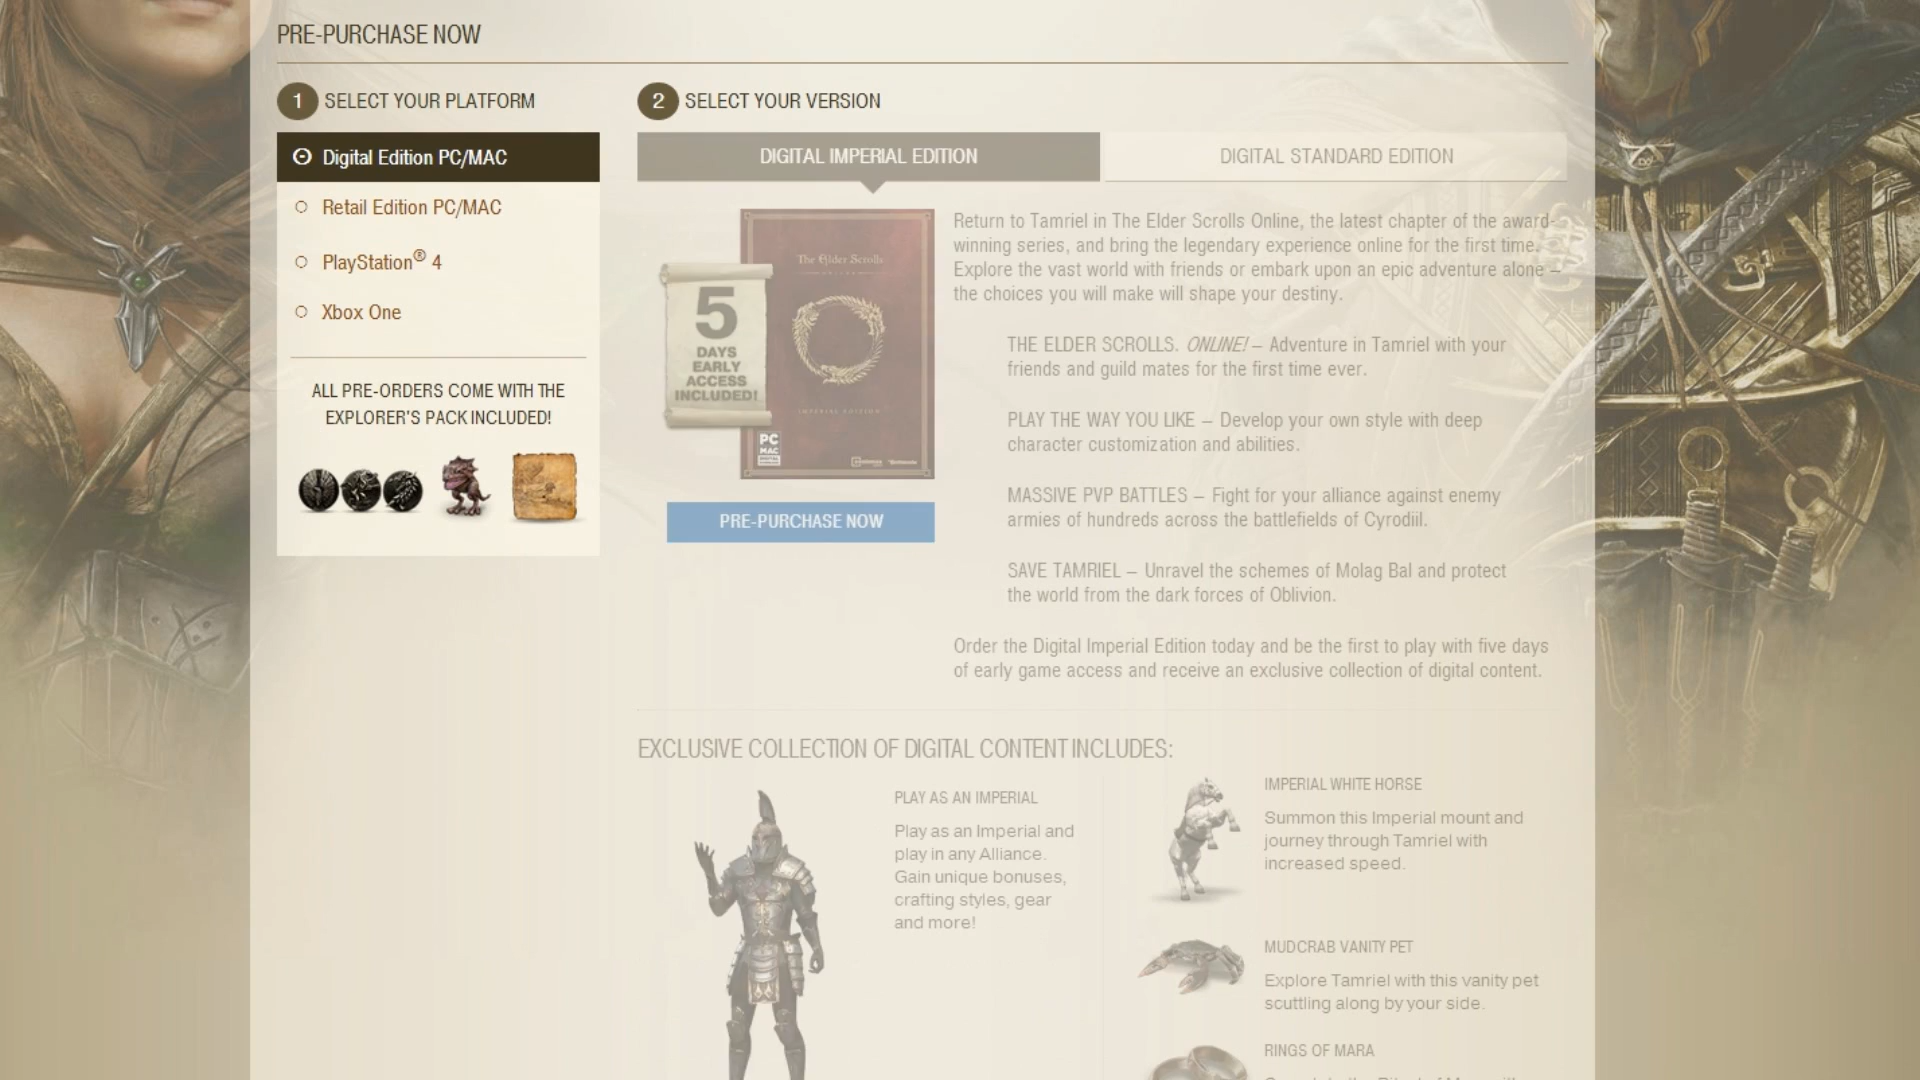 PRE-PURCHASE NOW
1 SELECT YOUR PLATFORM
Digital Edition PC/MAC
Retail Edition PC/MAC
PlayStation® 4
Xbox One
ALL PRE-ORDERS COME WITH THE
EXPLORER'S PACK INCLUDED!
2 SELECT YOUR VERSION
DIGITAL IMPERIAL EDITION
DIGITAL STANDARD EDITION
5
DAYS
EARLY
ACCESS
INCLUDED!
The Elder Scrolls
ONLINE
IMPERIAL EDITION
PC
MAC
PRE-PURCHASE NOW
Return to Tamriel in The Elder Scrolls Online, the latest chapter of the award-
winning series, and bring the legendary experience online for the first time.
Explore the vast world with friends or embark upon an epic adventure alone –
the choices you will make will shape your destiny.
THE ELDER SCROLLS. ONLINE! – Adventure in Tamriel with your
friends and guild mates for the first time ever.
PLAY THE WAY YOU LIKE – Develop your own style with deep
character customization and abilities.
MASSIVE PVP BATTLES – Fight for your alliance against enemy
armies of hundreds across the battlefields of Cyrodiil.
SAVE TAMRIEL – Unravel the schemes of Molag Bal and protect
the world from the dark forces of Oblivion.
Order the Digital Imperial Edition today and be the first to play with five days
of early game access and receive an exclusive collection of digital content.
EXCLUSIVE COLLECTION OF DIGITAL CONTENT INCLUDES:
PLAY AS AN IMPERIAL
Play as an Imperial and
play in any Alliance.
Gain unique bonuses,
crafting styles, gear
and more!
IMPERIAL WHITE HORSE
Summon this Imperial mount and
journey through Tamriel with
increased speed.
MUDCRAB VANITY PET
Explore Tamriel with this vanity pet
scuttling along by your side.
RINGS OF MARA